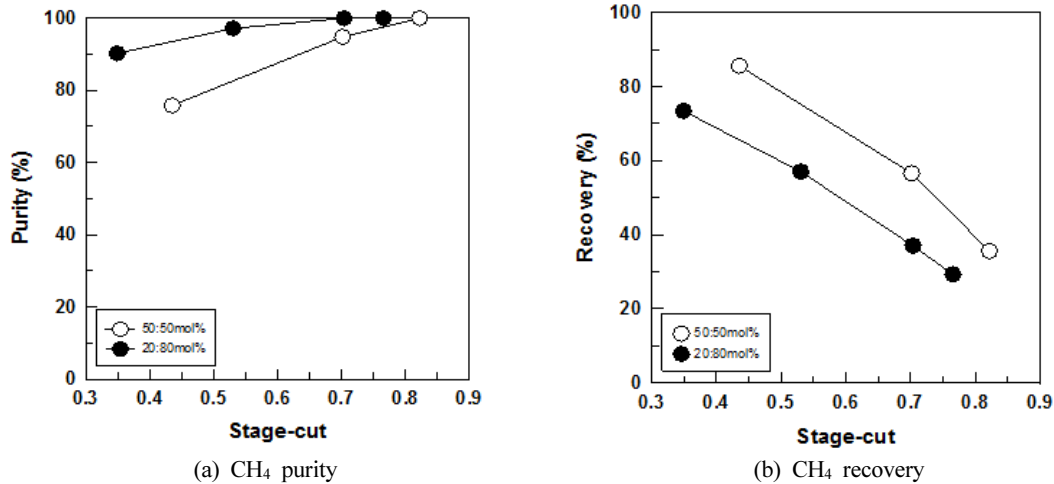 100
80
60
40
20
0
Purity (%)
50:50mol%
20:80mol%
0.3 0.4 0.5 0.6 0.7 0.8 0.9
Stage-cut
(a) CH₄ purity
100
80
60
40
20
0
Recovery (%)
50:50mol%
20:80mol%
0.3 0.4 0.5 0.6 0.7 0.8 0.9
Stage-cut
(b) CH₄ recovery